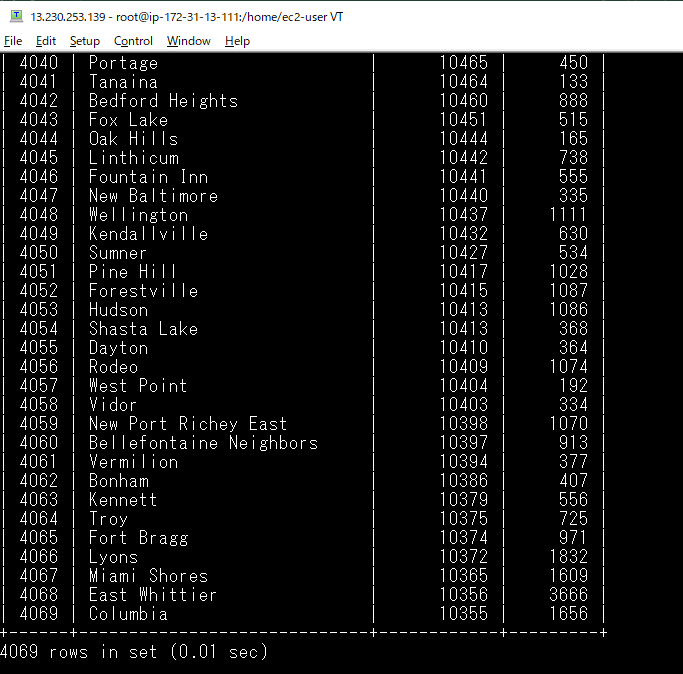 13.230.253.139 - root@ip-172-31-13-111:/home/ec2-user VT
File Edit Setup Control Window Help
| 4040 | Portage | 10465 | 450 |
| 4041 | Tanaina | 10464 | 133 |
| 4042 | Bedford Heights | 10460 | 888 |
| 4043 | Fox Lake | 10451 | 515 |
| 4044 | Oak Hills | 10444 | 165 |
| 4045 | Linthicum | 10442 | 738 |
| 4046 | Fountain Inn | 10441 | 555 |
| 4047 | New Baltimore | 10440 | 335 |
| 4048 | Wellington | 10437 | 1111 |
| 4049 | Kendallville | 10432 | 630 |
| 4050 | Sumner | 10427 | 534 |
| 4051 | Pine Hill | 10417 | 1028 |
| 4052 | Forestville | 10415 | 1087 |
| 4053 | Hudson | 10413 | 1086 |
| 4054 | Shasta Lake | 10413 | 368 |
| 4055 | Dayton | 10410 | 364 |
| 4056 | Rodeo | 10409 | 1074 |
| 4057 | West Point | 10404 | 192 |
| 4058 | Vidor | 10403 | 334 |
| 4059 | New Port Richey East | 10398 | 1070 |
| 4060 | Bellefontaine Neighbors | 10397 | 913 |
| 4061 | Vermilion | 10394 | 377 |
| 4062 | Bonham | 10386 | 407 |
| 4063 | Kennett | 10379 | 556 |
| 4064 | Troy | 10375 | 725 |
| 4065 | Fort Bragg | 10374 | 971 |
| 4066 | Lyons | 10372 | 1832 |
| 4067 | Miami Shores | 10365 | 1609 |
| 4068 | East Whittier | 10356 | 3666 |
| 4069 | Columbia | 10355 | 1656 |
+------+-----------------------------+------------+---------+
4069 rows in set (0.01 sec)